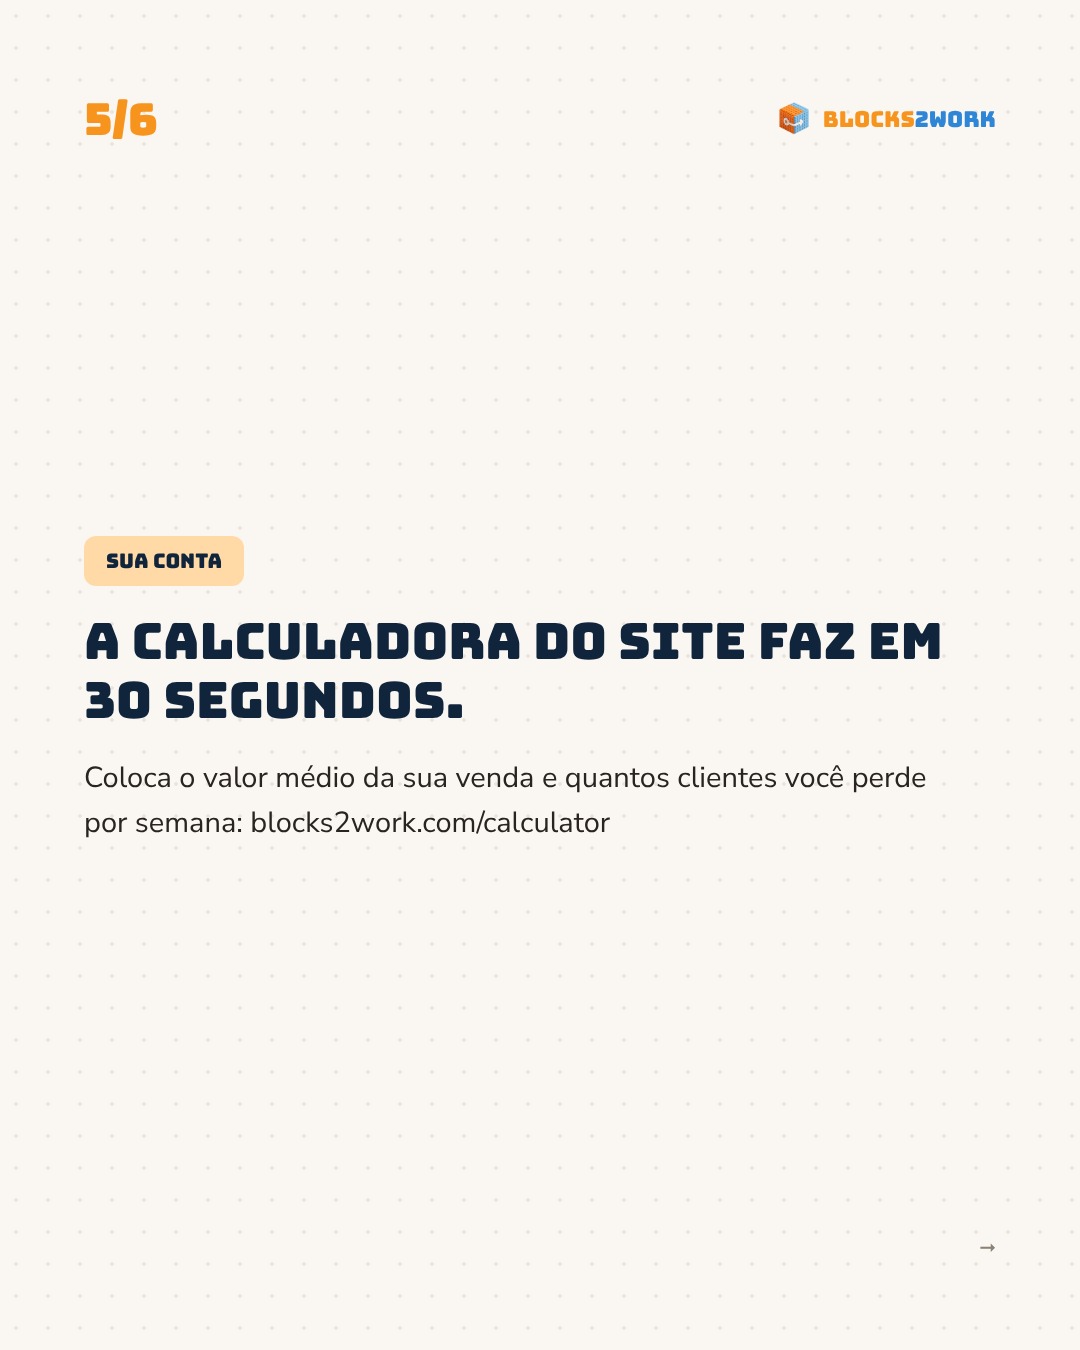 5/6
BLOCKS2WORK
SUA CONTA
A CALCULADORA DO SITE FAZ EM
30 SEGUNDOS.
Coloca o valor médio da sua venda e quantos clientes você perde
por semana: blocks2work.com/calculator
→